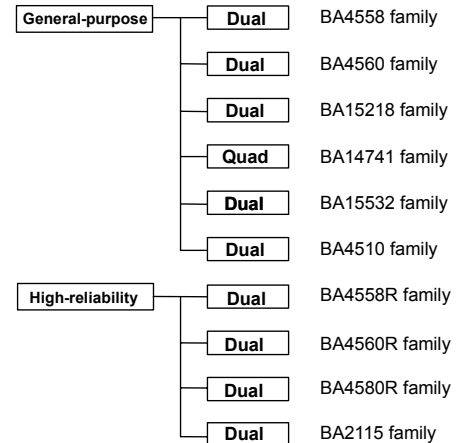 General-purpose Dual BA4558 family
Dual BA4560 family
Dual BA15218 family
Quad BA14741 family
Dual BA15532 family
Dual BA4510 family
High-reliability Dual BA4558R family
Dual BA4560R family
Dual BA4580R family
Dual BA2115 family